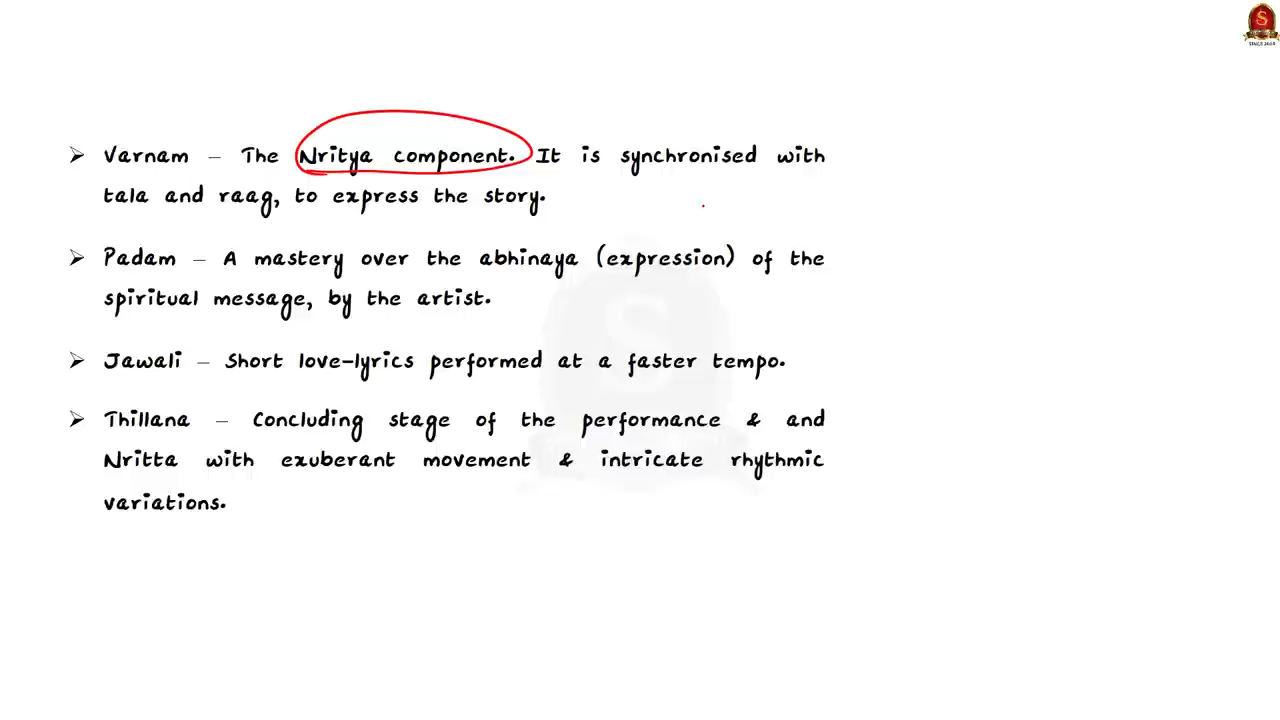 ➢ Varnam – The Nritya component. It is synchronised with
tala and raag, to express the story.
➢ Padam – A mastery over the abhinaya (expression) of the
spiritual message, by the artist.
➢ Jawali – Short love-lyrics performed at a faster tempo.
➢ Thillana – Concluding stage of the performance & and
Nritta with exuberant movement & intricate rhythmic
variations.